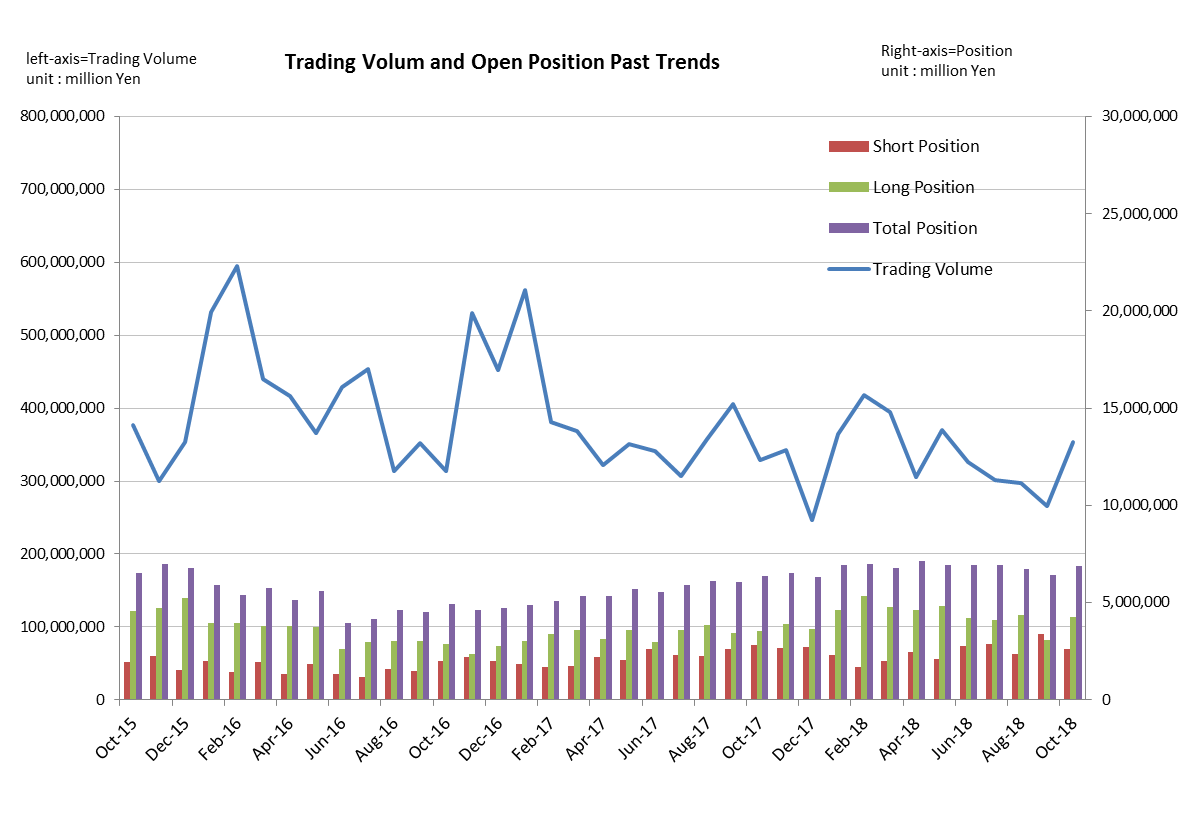 left-axis=Trading Volume
unit : million Yen
Trading Volum and Open Position Past Trends
Right-axis=Position
unit : million Yen
800,000,000
700,000,000
600,000,000
500,000,000
400,000,000
300,000,000
200,000,000
100,000,000
0
30,000,000
25,000,000
20,000,000
15,000,000
10,000,000
5,000,000
0
Short Position
Long Position
Total Position
Trading Volume
Oct-15
Dec-15
Feb-16
Apr-16
Jun-16
Aug-16
Oct-16
Dec-16
Feb-17
Apr-17
Jun-17
Aug-17
Oct-17
Dec-17
Feb-18
Apr-18
Jun-18
Aug-18
Oct-18